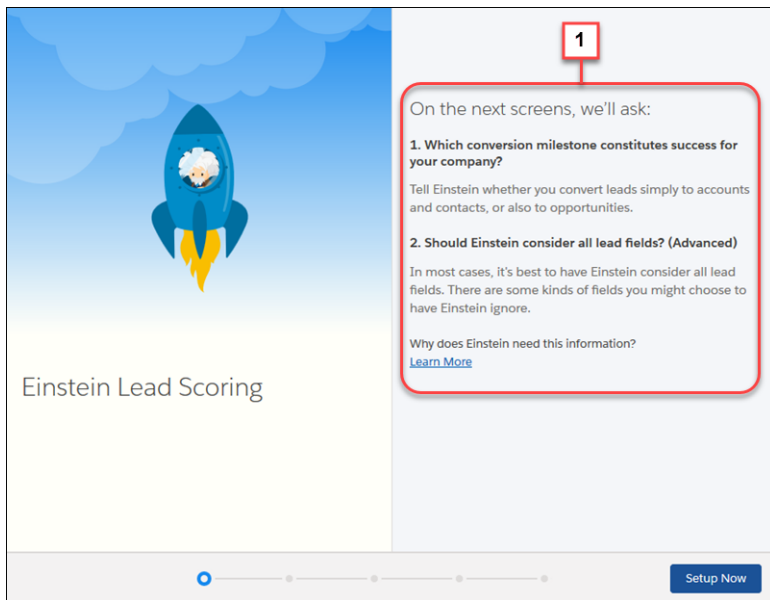 1
On the next screens, we'll ask:
1. Which conversion milestone constitutes success for
your company?
Tell Einstein whether you convert leads simply to accounts
and contacts, or also to opportunities.
2. Should Einstein consider all lead fields? (Advanced)
In most cases, it's best to have Einstein consider all lead
fields. There are some kinds of fields you might choose to
have Einstein ignore.
Why does Einstein need this information?
Learn More
Einstein Lead Scoring
Setup Now